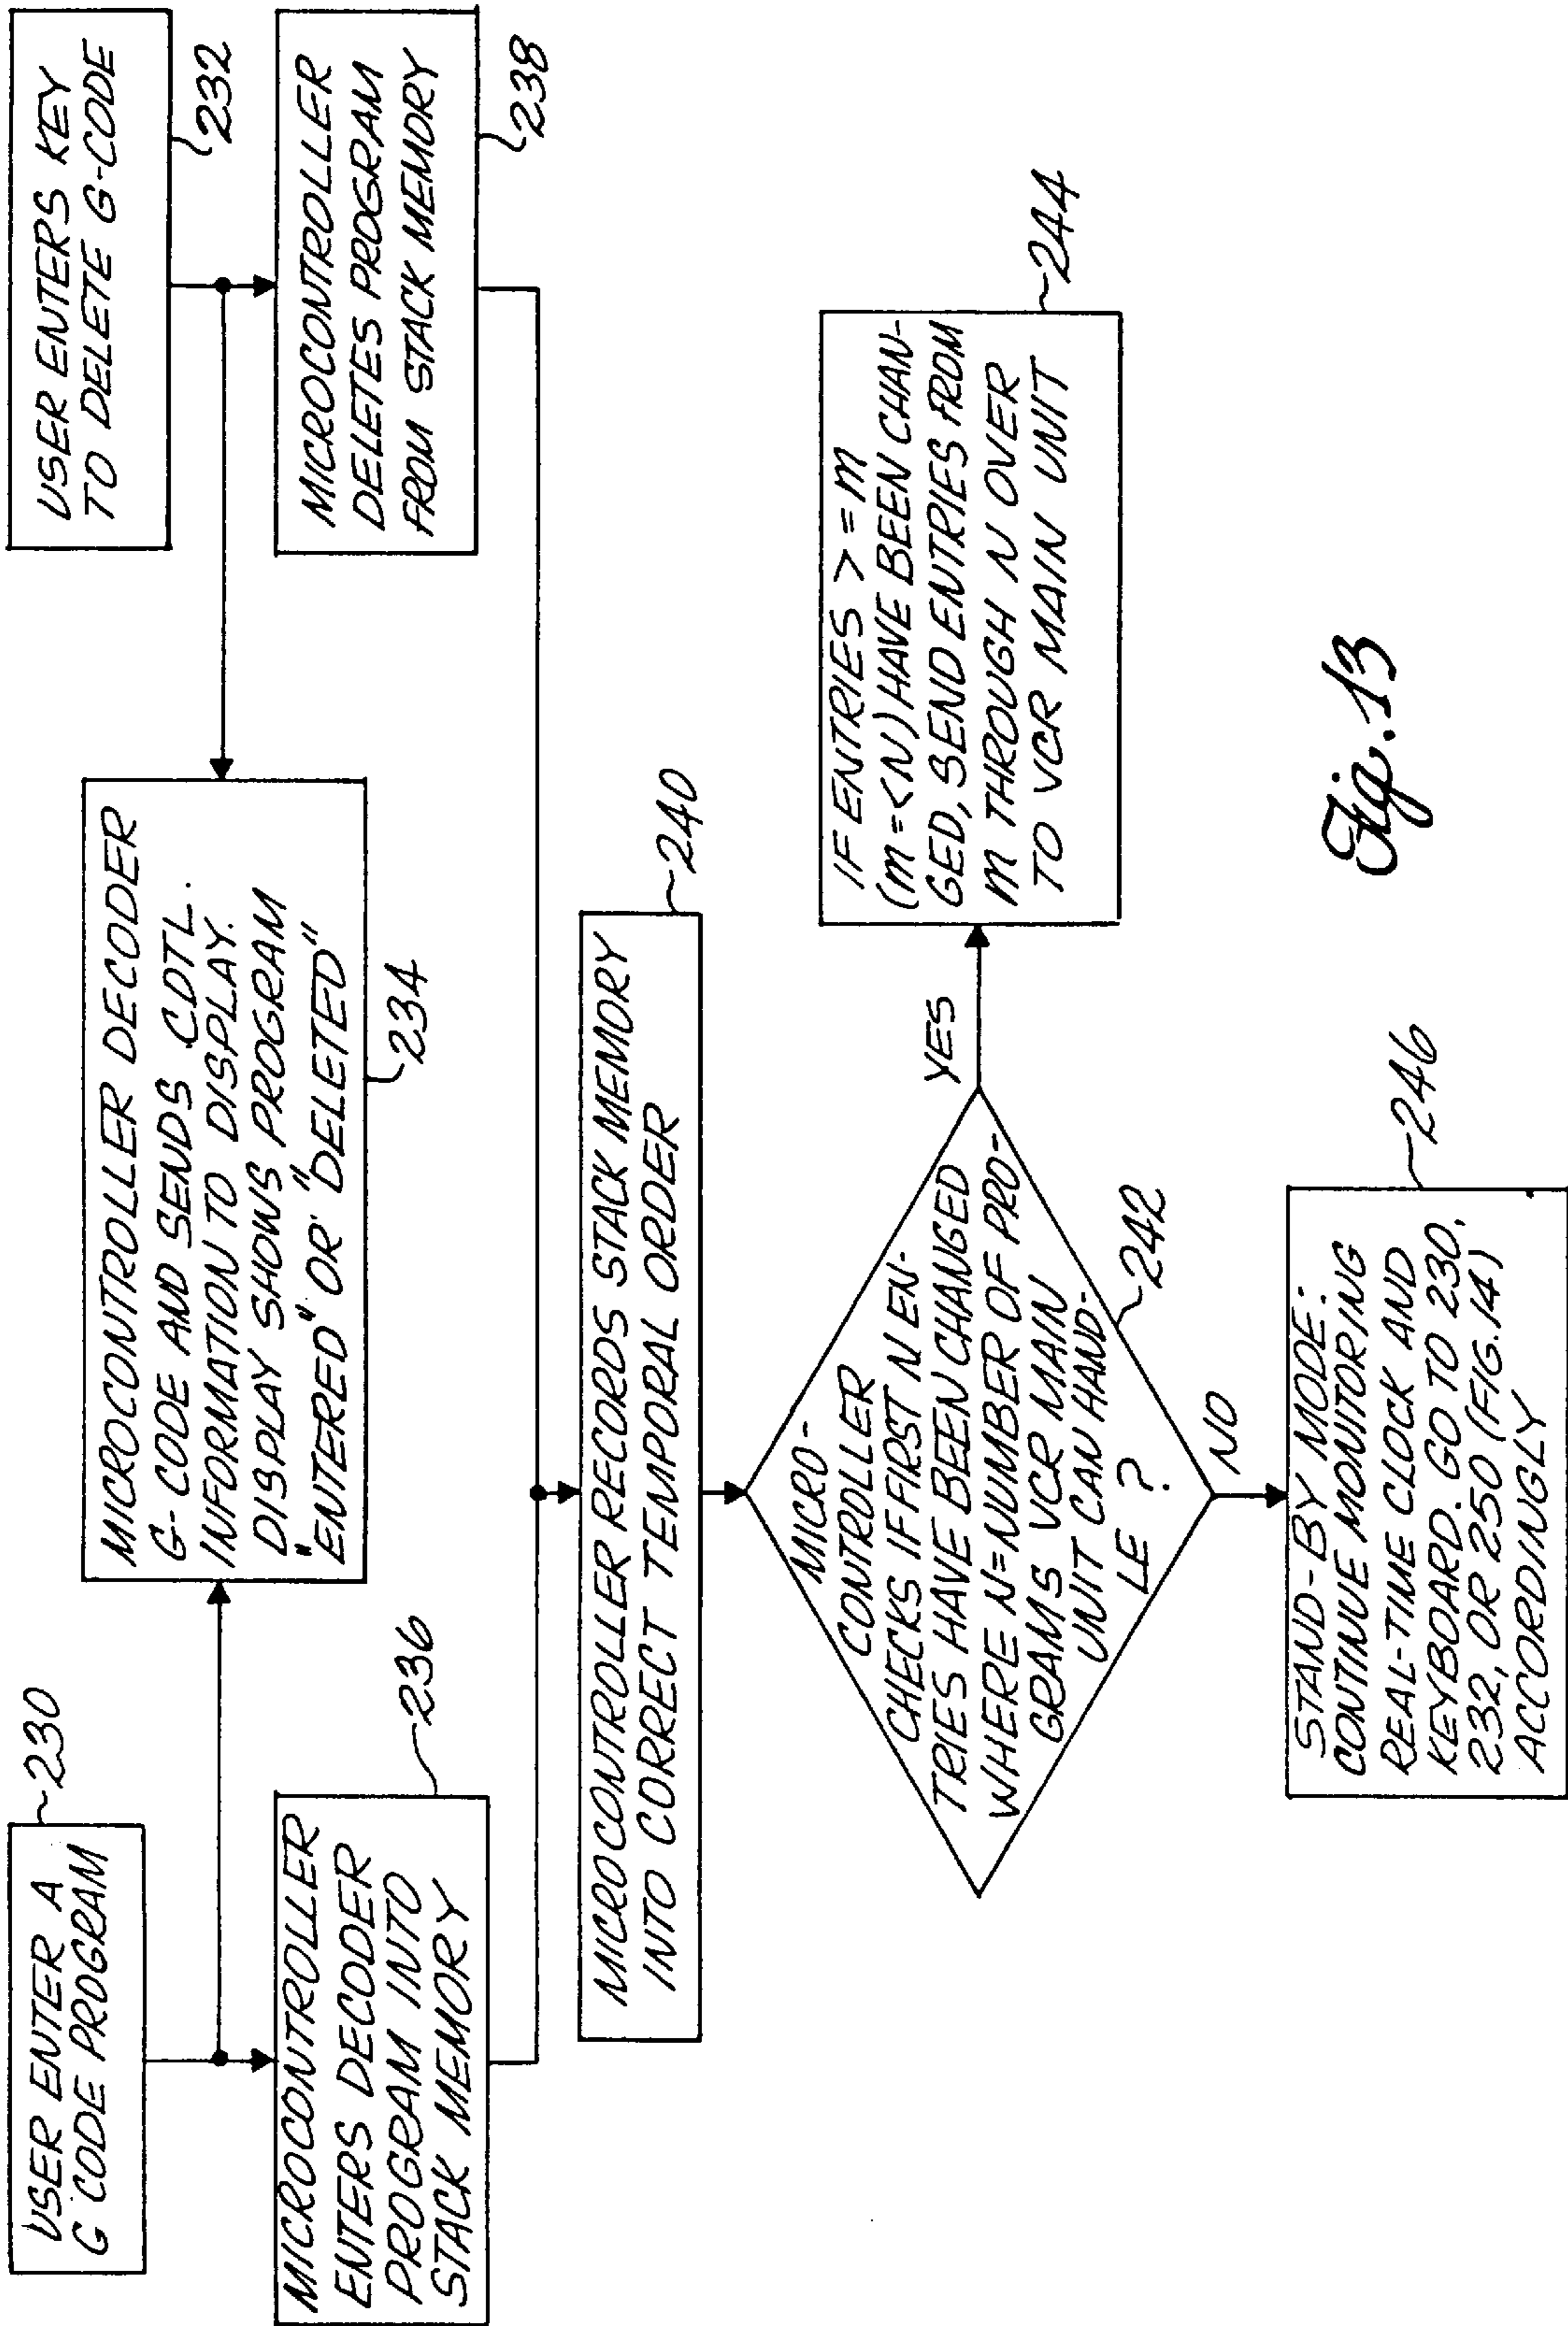 USER ENTER A
G CODE PROGRAM
230
MICROCONTROLLER DECODER
G-CODE AND SENDS CDTL.
INFORMATION TO DISPLAY.
DISPLAY SHOWS PROGRAM
"ENTERED" OR "DELETED"
234
USER ENTERS KEY
TO DELETE G-CODE
232
MICROCONTROLLER
ENTERS DECODER
PROGRAM INTO
STACK MEMORY
236
MICROCONTROLLER
DELETES PROGRAM
FROM STACK MEMORY
238
MICROCONTROLLER RECORDS STACK MEMORY
INTO CORRECT TEMPORAL ORDER
240
MICRO-
CONTROLLER
CHECKS IF FIRST N EN-
TRIES HAVE BEEN CHANGED
WHERE N=NUMBER OF PRO-
GRAMS VCR MAIN
UNIT CAN HAND-
LE ?
242
YES
IF ENTRIES >=m
(m=<N) HAVE BEEN CHAN-
GED, SEND ENTRIES FROM
m THROUGH N OVER
TO VCR MAIN UNIT
244
NO
STAND-BY MODE:
CONTINUE MONITORING
REAL-TIME CLOCK AND
KEYBOARD. GO TO 230,
232, OR 250 (FIG.14)
ACCORDINGLY
246
Fig. 13